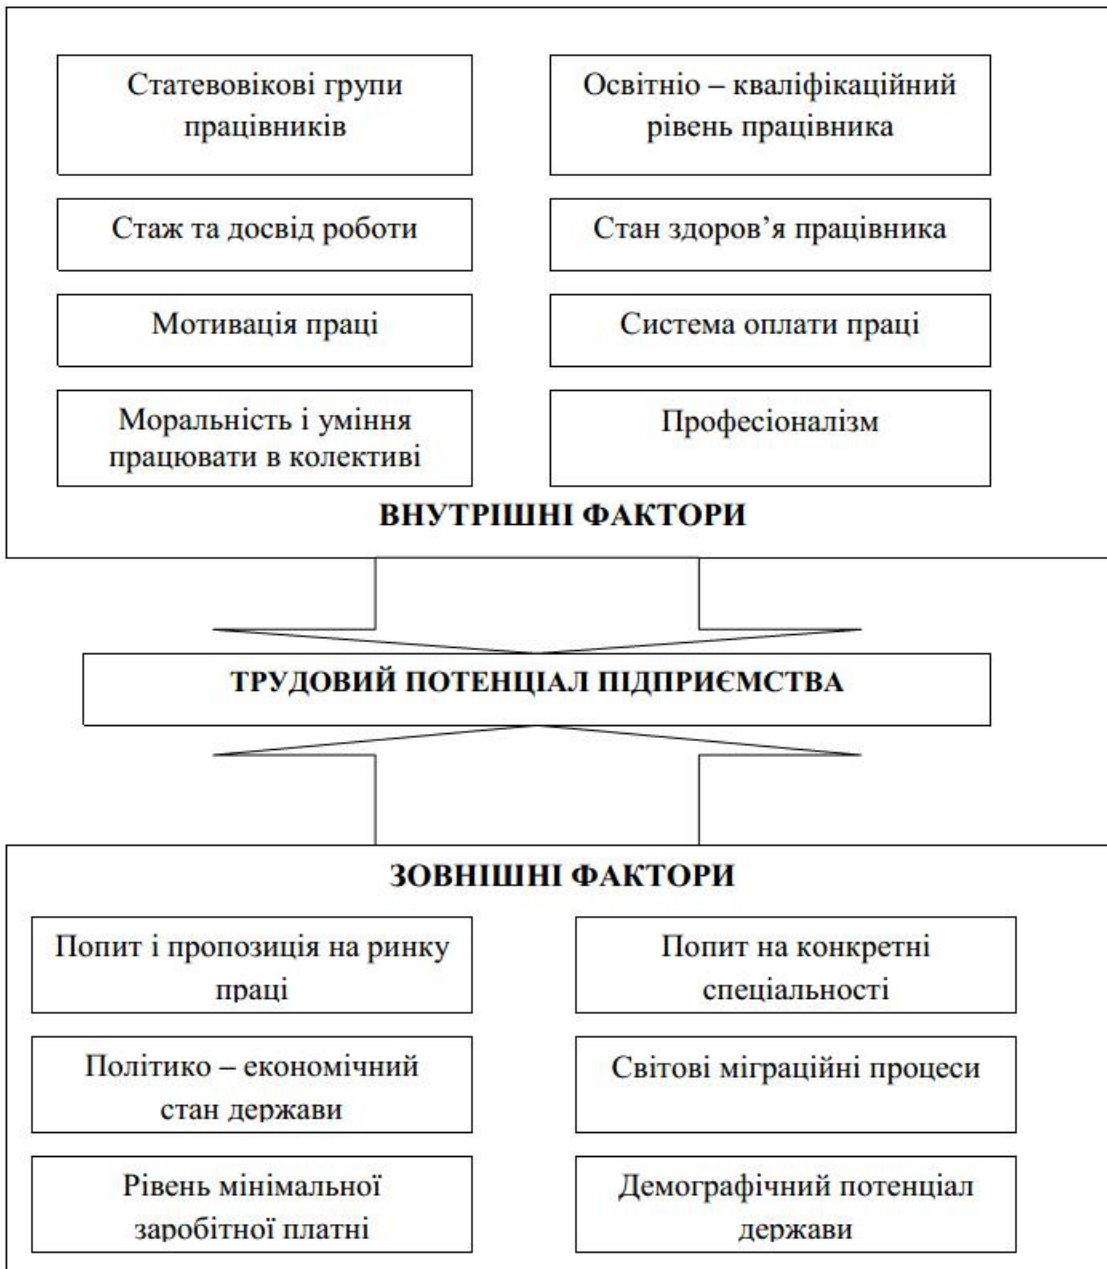 Статевовікові групи
працівників
Освітніо – кваліфікаційний
рівень працівника
Стаж та досвід роботи
Стан здоров’я працівника
Мотивація праці
Система оплати праці
Моральність і уміння
працювати в колективі
Професіоналізм
ВНУТРІШНІ ФАКТОРИ
ТРУДОВИЙ ПОТЕНЦІАЛ ПІДПРИЄМСТВА
ЗОВНІШНІ ФАКТОРИ
Попит і пропозиція на ринку
праці
Попит на конкретні
спеціальності
Політико – економічний
стан держави
Світові міграційні процеси
Рівень мінімальної
заробітної платні
Демографічний потенціал
держави